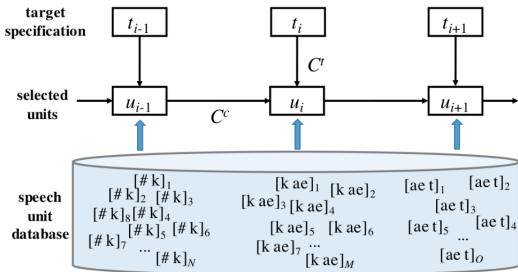 target
specification
t_{i-1}
t_i
t_{i+1}
C^t
selected
units
u_{i-1}
u_i
u_{i+1}
C^c
speech
unit
database
[# k]_1
[# k]_2
[# k]_3
[# k]_8 [# k]_4
[# k]_5 [# k]_6
[# k]_7
...
[# k]_N
[k ae]_1
[k ae]_2
[k ae]_3
[k ae]_4
[k ae]_5
[k ae]_6
[k ae]_7
...
[k ae]_M
[ae t]_1
[ae t]_2
[ae t]_3
[ae t]_4
[ae t]_5
...
[ae t]_O